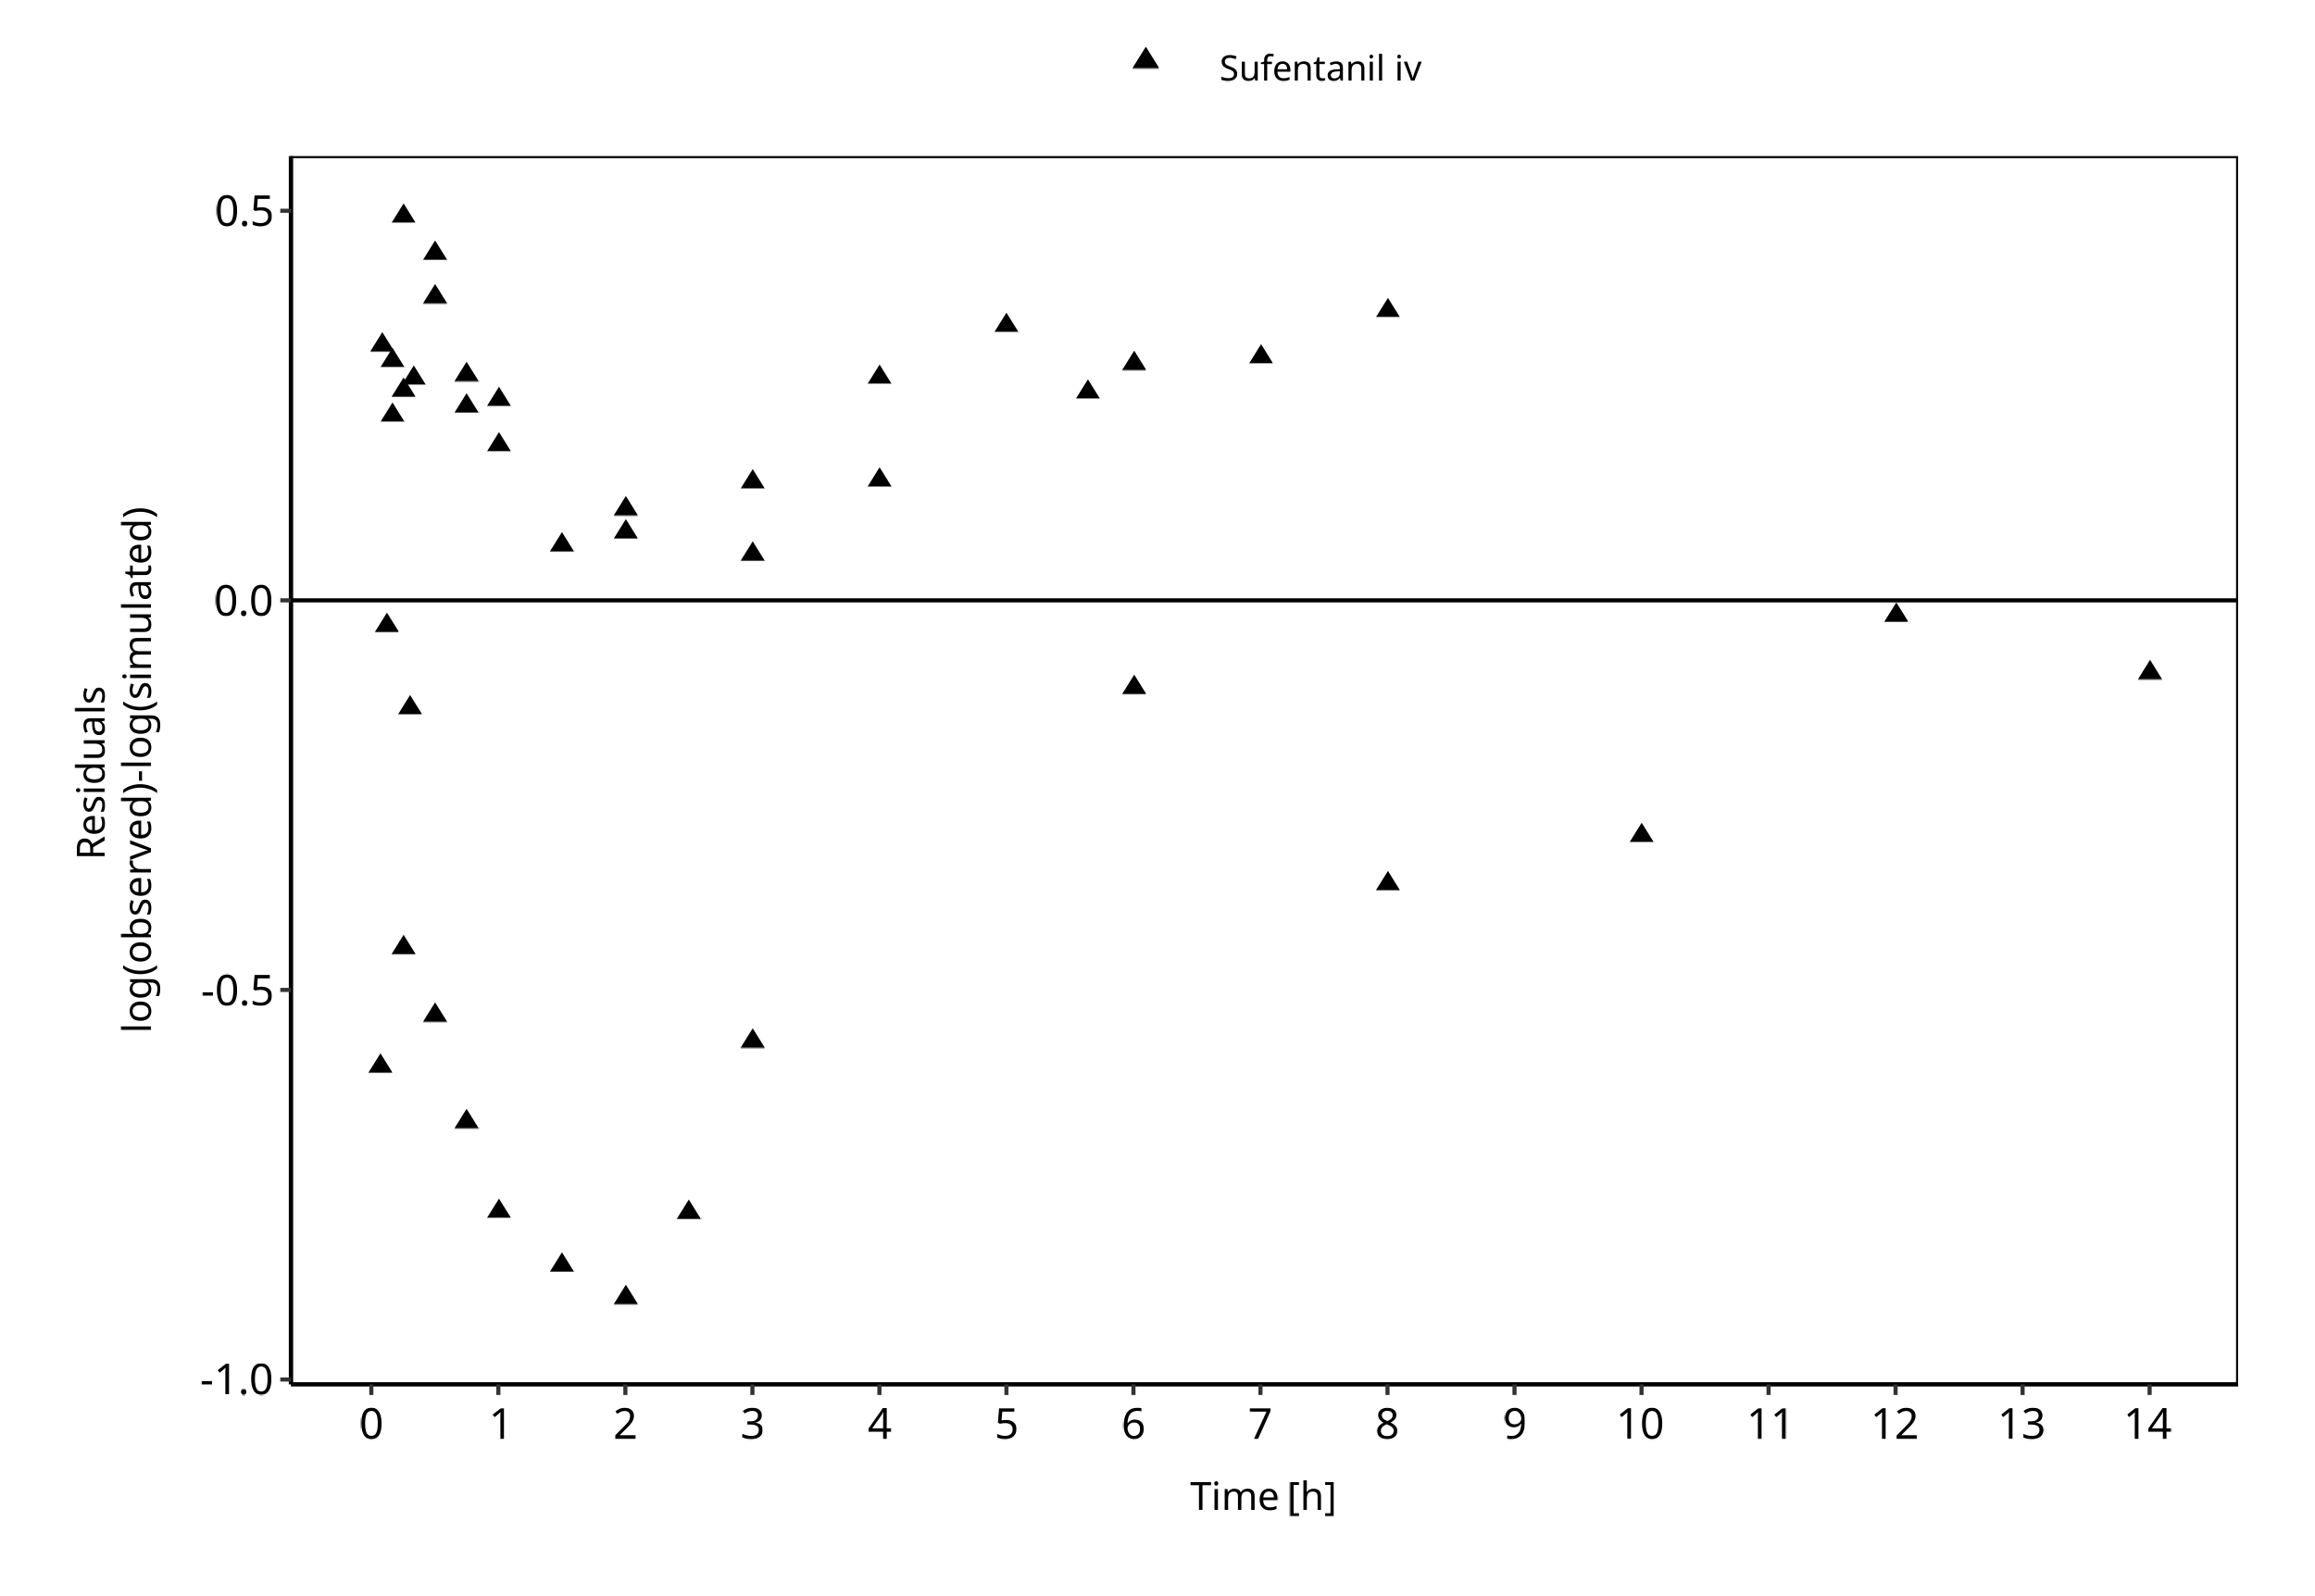 Sufentanil iv
0.5
0.0
-0.5
-1.0
Residuals
log(observed)-log(simulated)
0 1 2 3 4 5 6 7 8 9 10 11 12 13 14
Time [h]